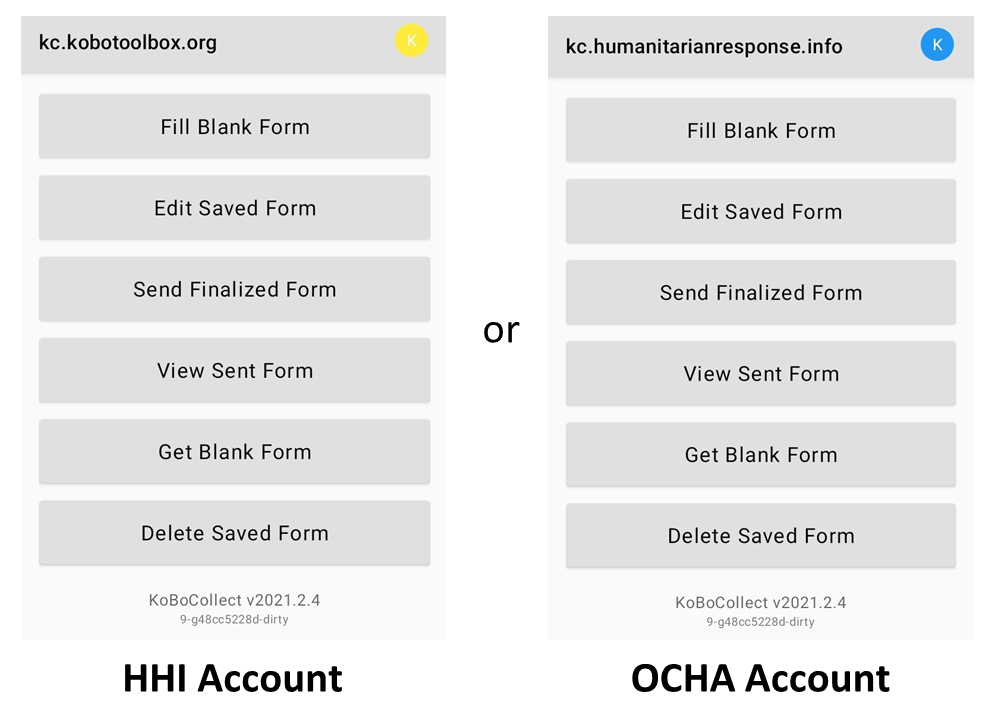 kc.kobotoolbox.org
K
Fill Blank Form
Edit Saved Form
Send Finalized Form
View Sent Form
Get Blank Form
Delete Saved Form
KoBoCollect v2021.2.4
9-g48cc5228d-dirty
HHI Account
or
kc.humanitarianresponse.info
K
Fill Blank Form
Edit Saved Form
Send Finalized Form
View Sent Form
Get Blank Form
Delete Saved Form
KoBoCollect v2021.2.4
9-g48cc5228d-dirty
OCHA Account